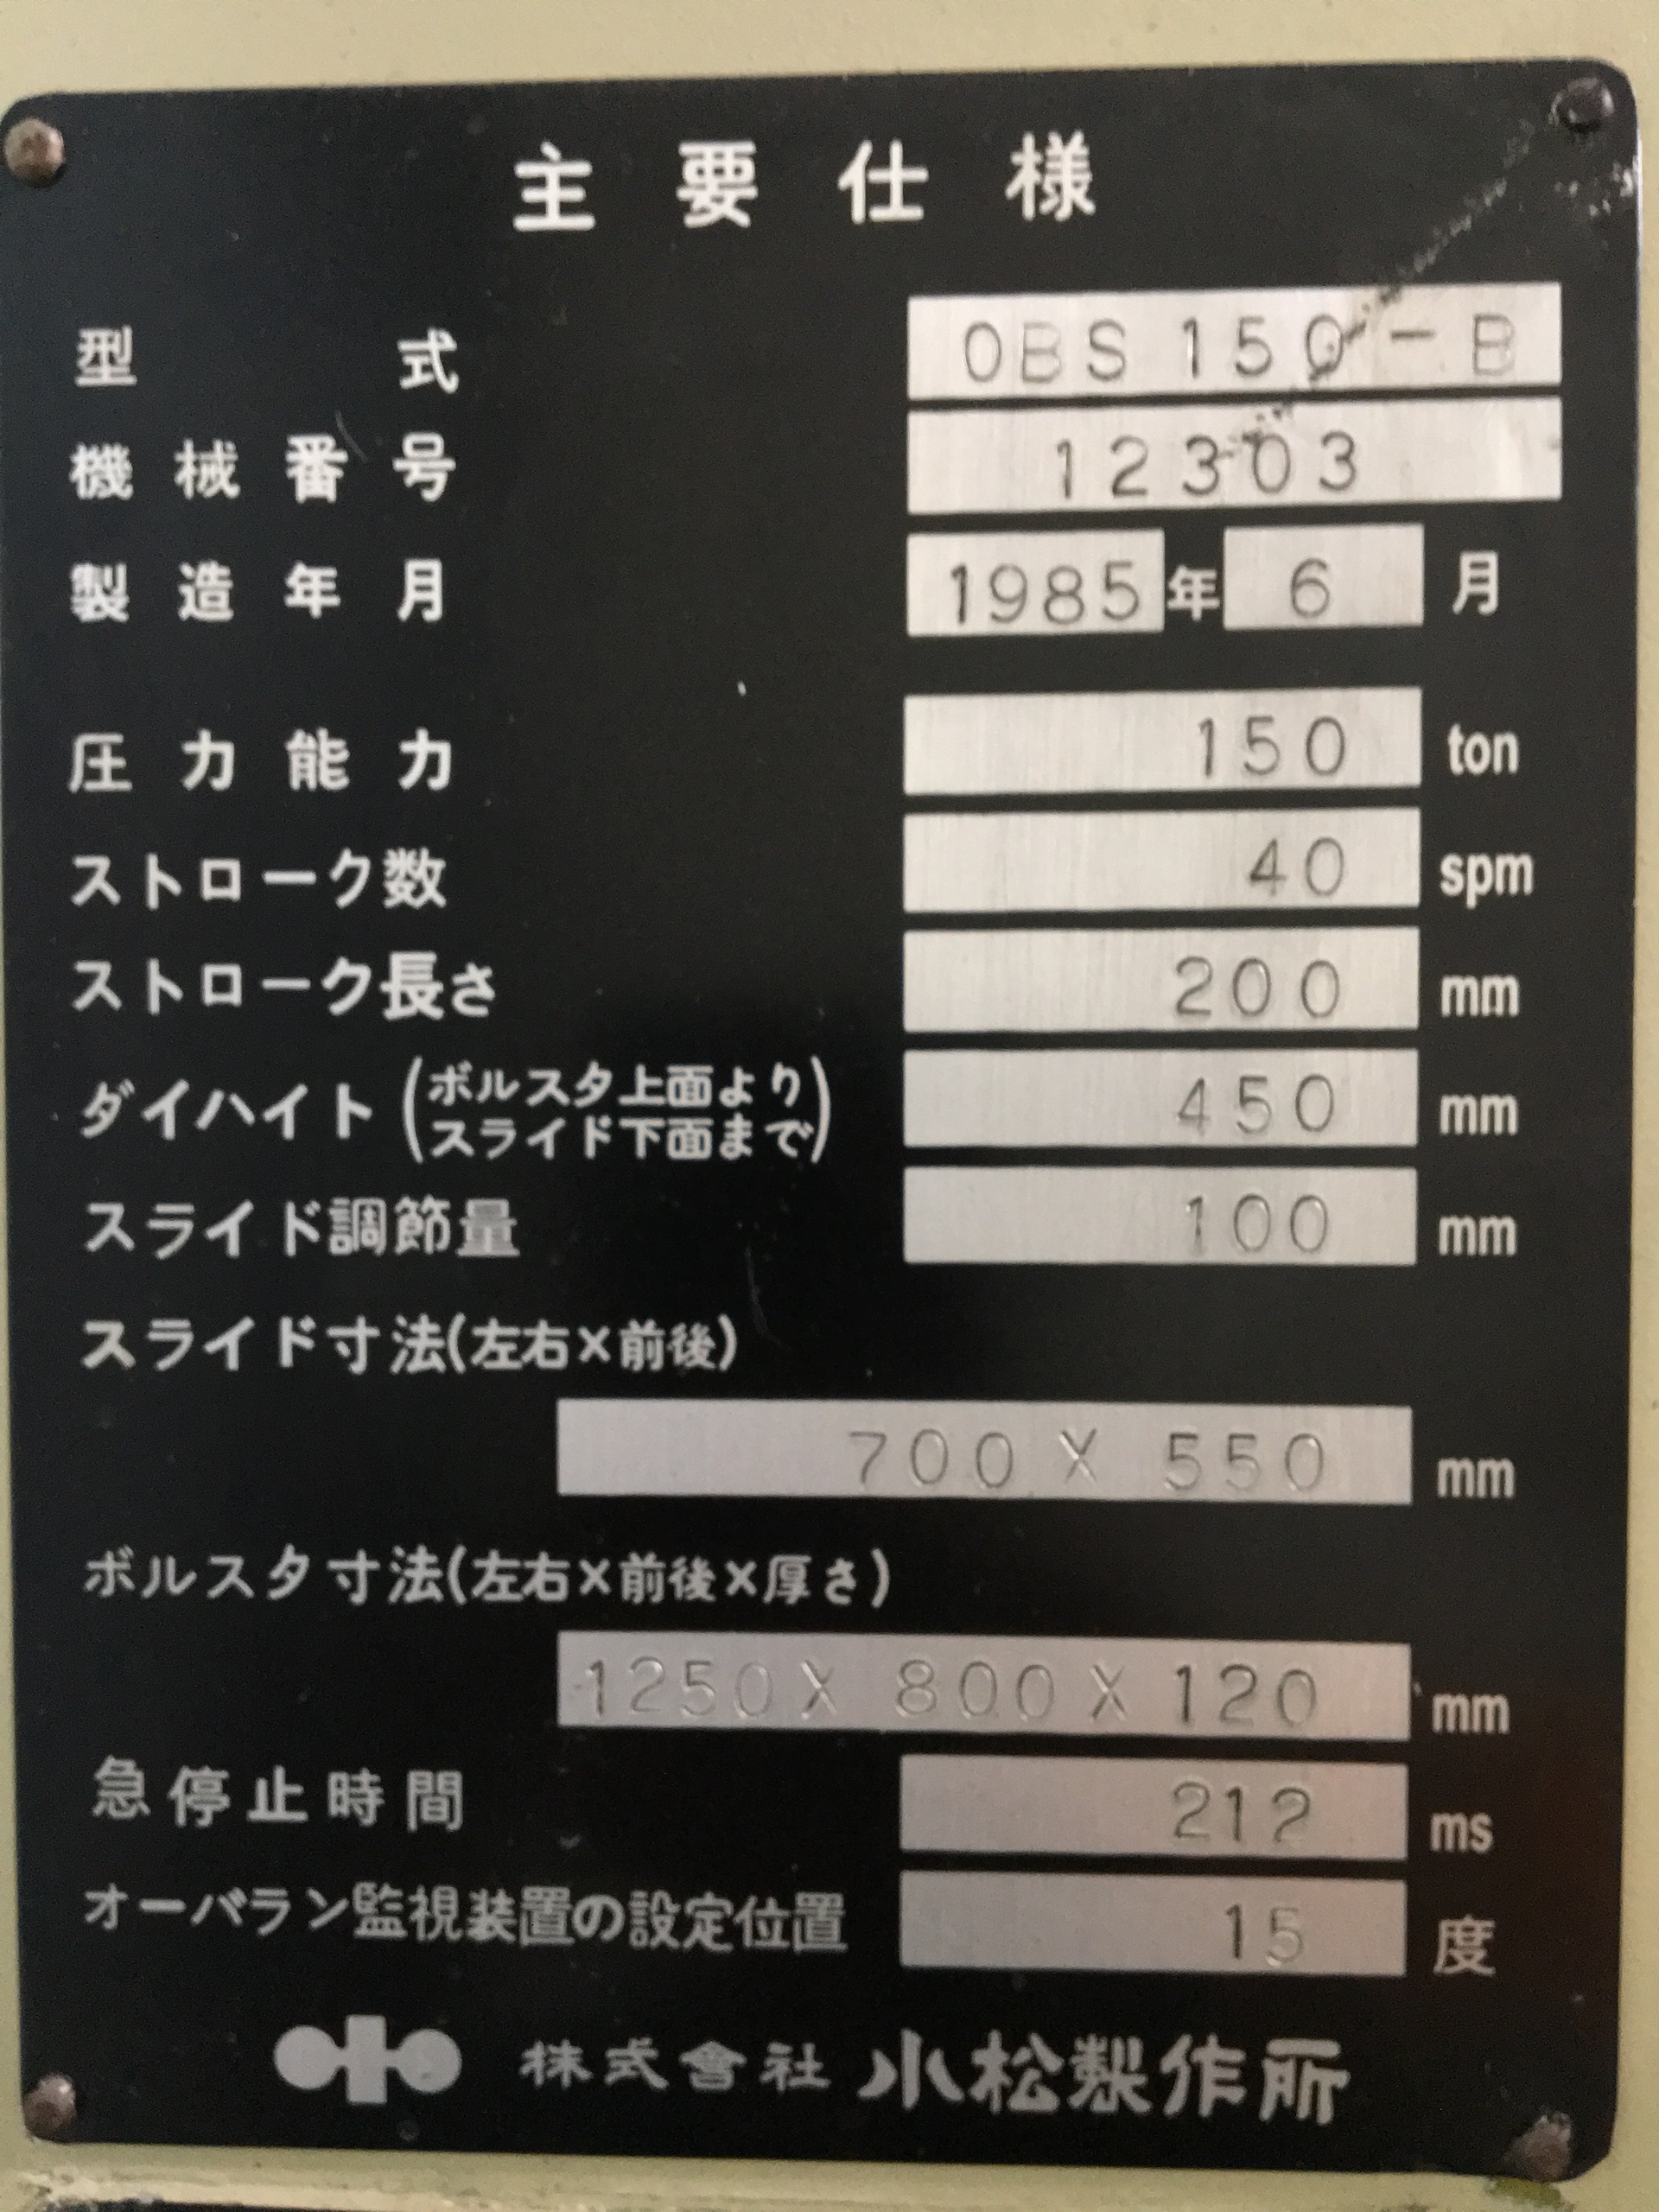 主要仕様
型式 OBS 150-B
機械番号 12303
製造年月 1985年 6月
圧力能力 150 ton
ストローク数 40 spm
ストローク長さ 200 mm
ダイハイト(ボルスタ上面より
スライド下面まで) 450 mm
スライド調節量 100 mm
スライド寸法(左右×前後)
700 X 550 mm
ボルスタ寸法(左右×前後×厚さ)
1250 X 800 X 120 mm
急停止時間 212 ms
オーバラン監視装置の設定位置 15 度
株式會社 小松製作所